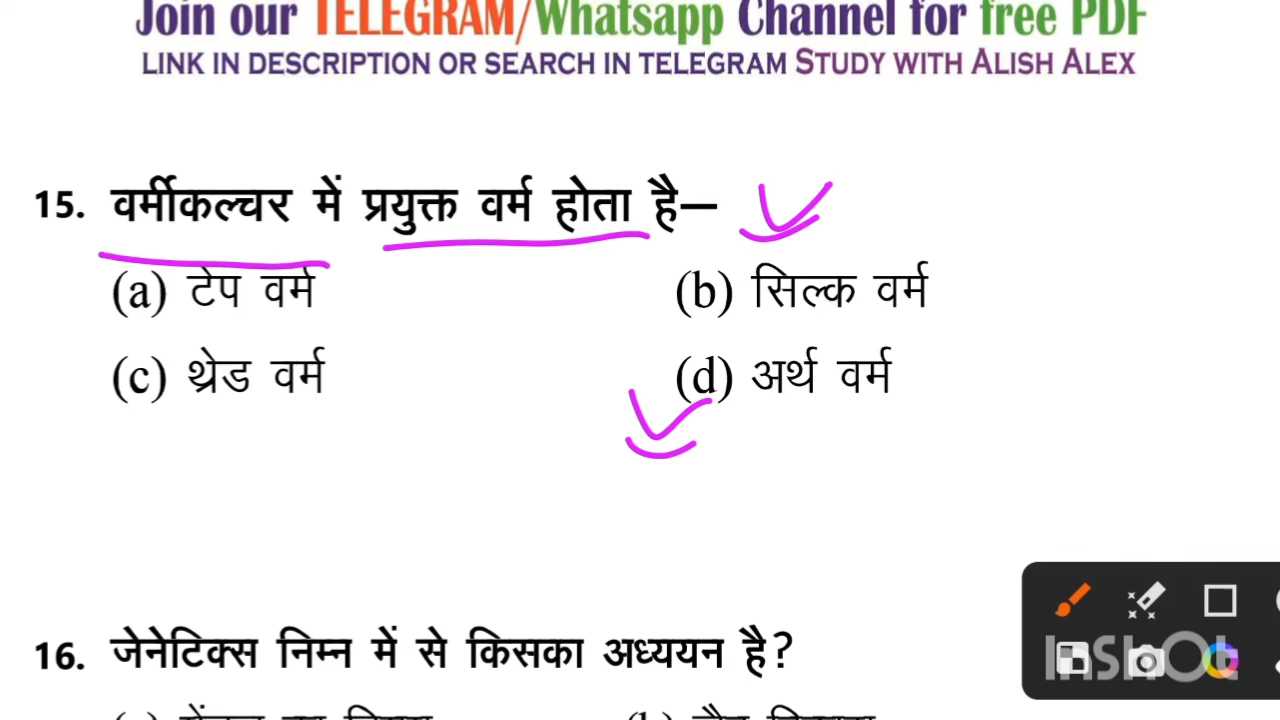 Join our TELEGRAM/Whatsapp Channel for free PDF
LINK IN DESCRIPTION OR SEARCH IN TELEGRAM STUDY WITH ALISH ALEX
15. वर्मीकल्चर में प्रयुक्त वर्म होता है—
(a) टेप वर्म (b) सिल्क वर्म
(c) थ्रेड वर्म (d) अर्थ वर्म
16. जेनेटिक्स निम्न में से किसका अध्ययन है?
InShOt